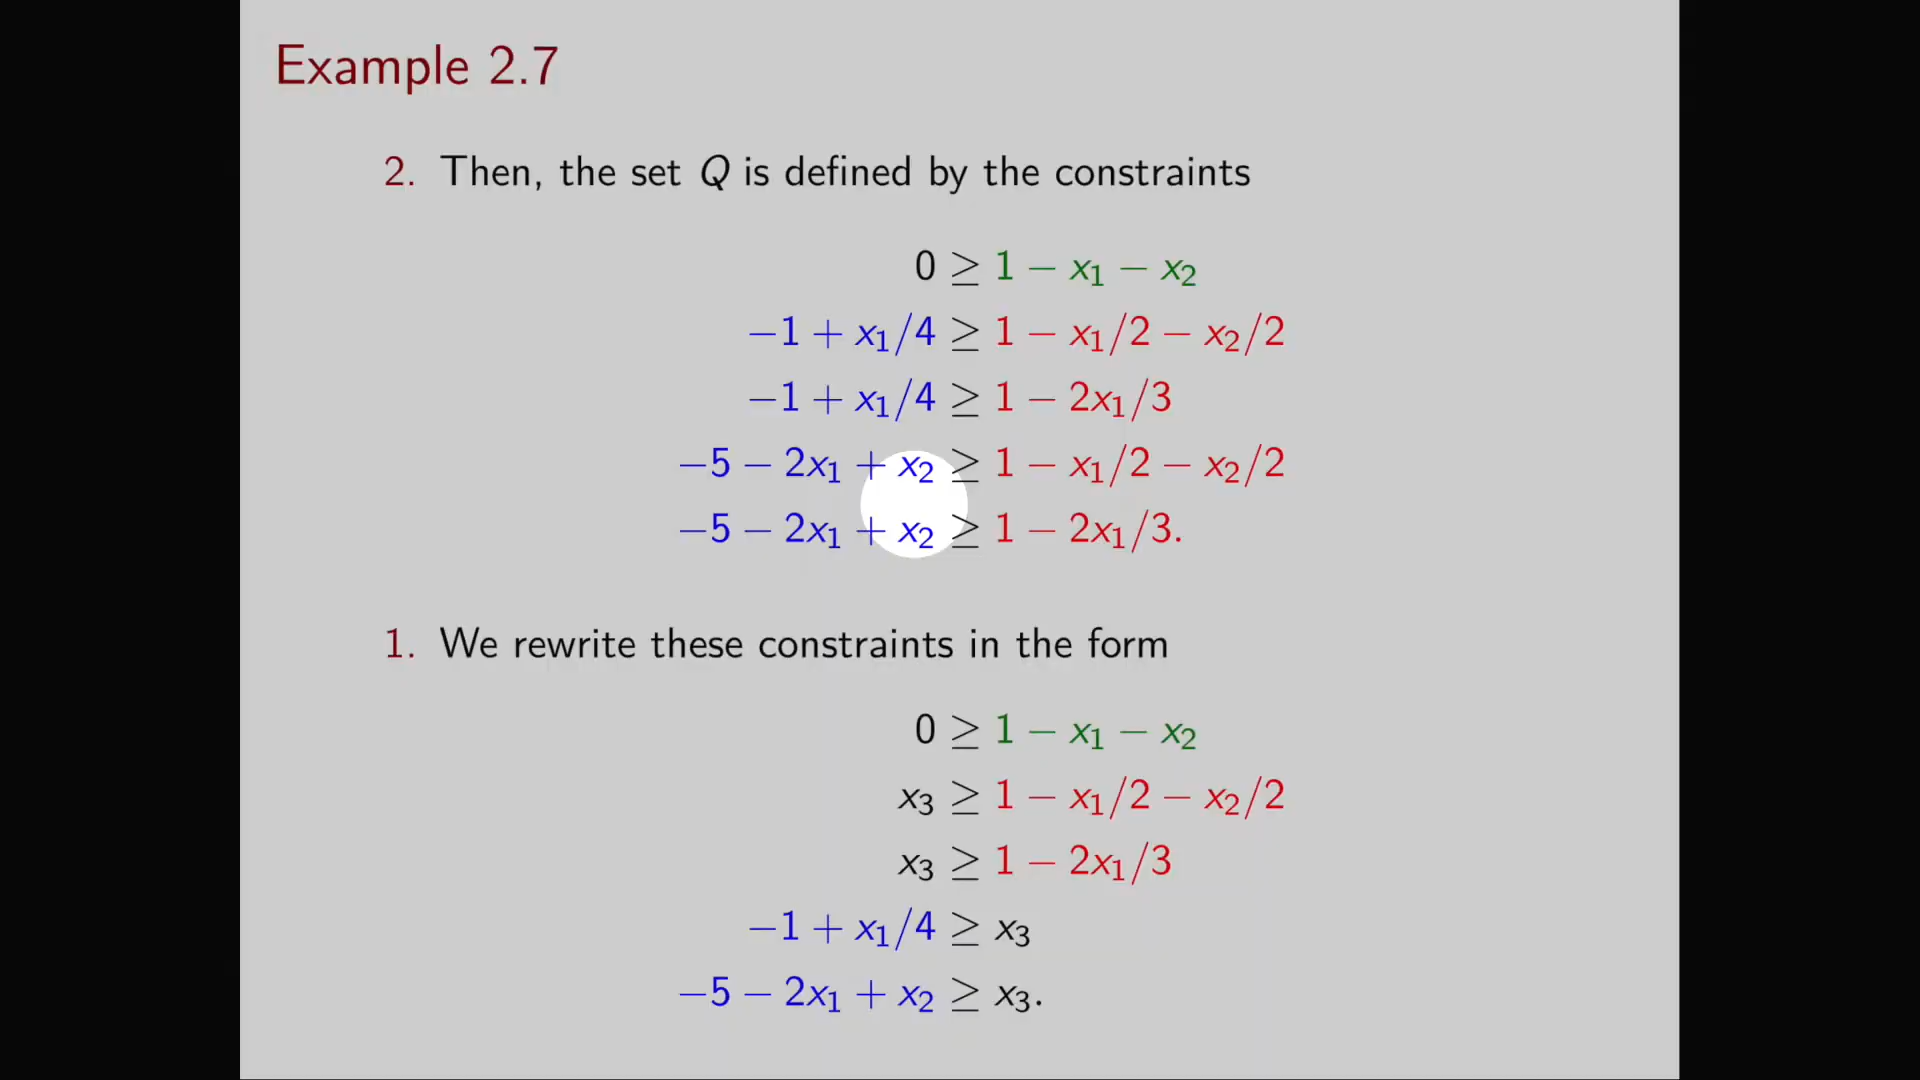 Example 2.7
2. Then, the set Q is defined by the constraints
0 ≥ 1 − x₁ − x₂
−1 + x₁/4 ≥ 1 − x₁/2 − x₂/2
−1 + x₁/4 ≥ 1 − 2x₁/3
−5 − 2x₁ + x₂ ≥ 1 − x₁/2 − x₂/2
−5 − 2x₁ + x₂ ≥ 1 − 2x₁/3.
1. We rewrite these constraints in the form
0 ≥ 1 − x₁ − x₂
x₃ ≥ 1 − x₁/2 − x₂/2
x₃ ≥ 1 − 2x₁/3
−1 + x₁/4 ≥ x₃
−5 − 2x₁ + x₂ ≥ x₃.